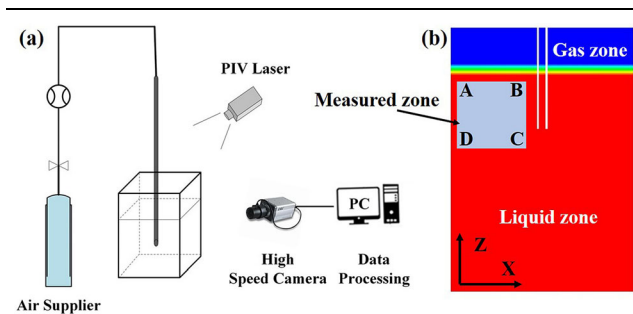 (a)
PIV Laser
PC
High
Speed Camera
Data
Processing
Air Supplier
(b)
Gas zone
A
B
Measured zone
D
C
Liquid zone
Z
X